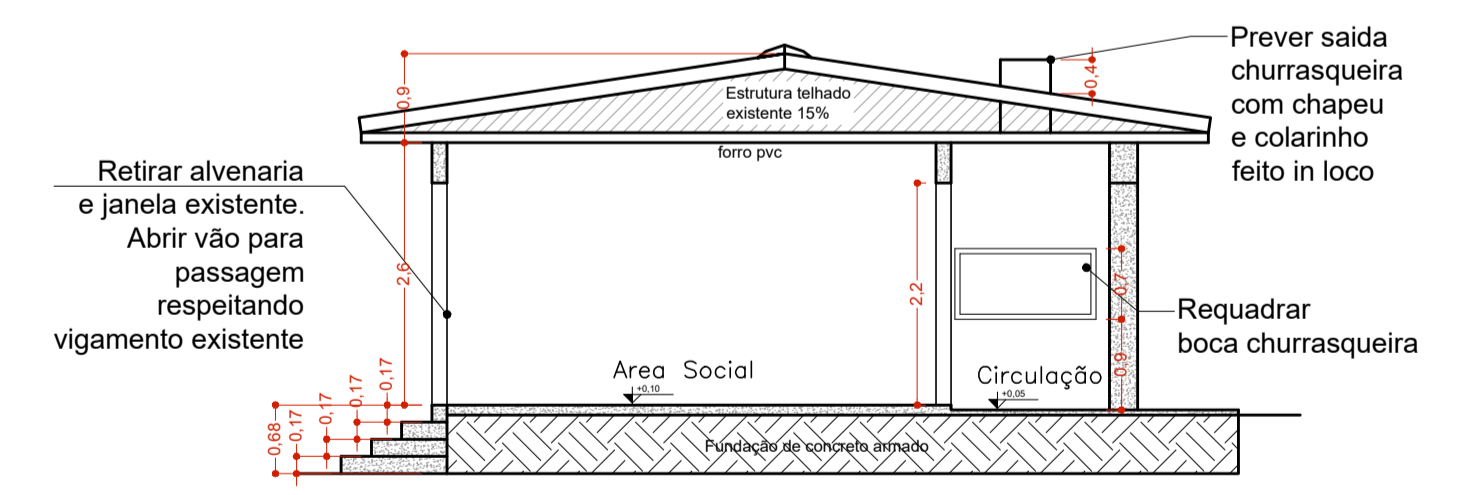 Prever saida
churrasqueira
com chapeu
e colarinho
feito in loco
0,4
0,9
Estrutura telhado
existente 15%
forro pvc
Retirar alvenaria
e janela existente.
Abrir vão para
passagem
respeitando
vigamento existente
2,6
2,2
0,7
0,9
Requadrar
boca churrasqueira
Area Social
+0,10
Circulação
+0,05
0,17
0,17
0,17
0,17
0,68
Fundação de concreto armado